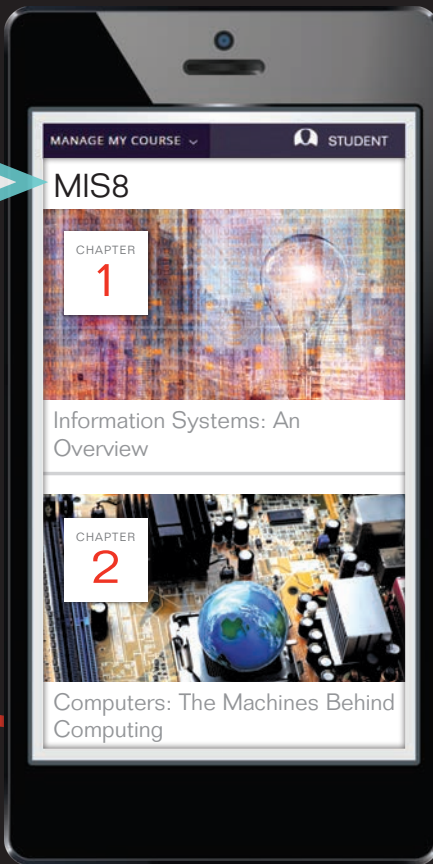 MANAGE MY COURSE
STUDENT
MIS8
CHAPTER
1
Information Systems: An
Overview
CHAPTER
2
Computers: The Machines Behind
Computing